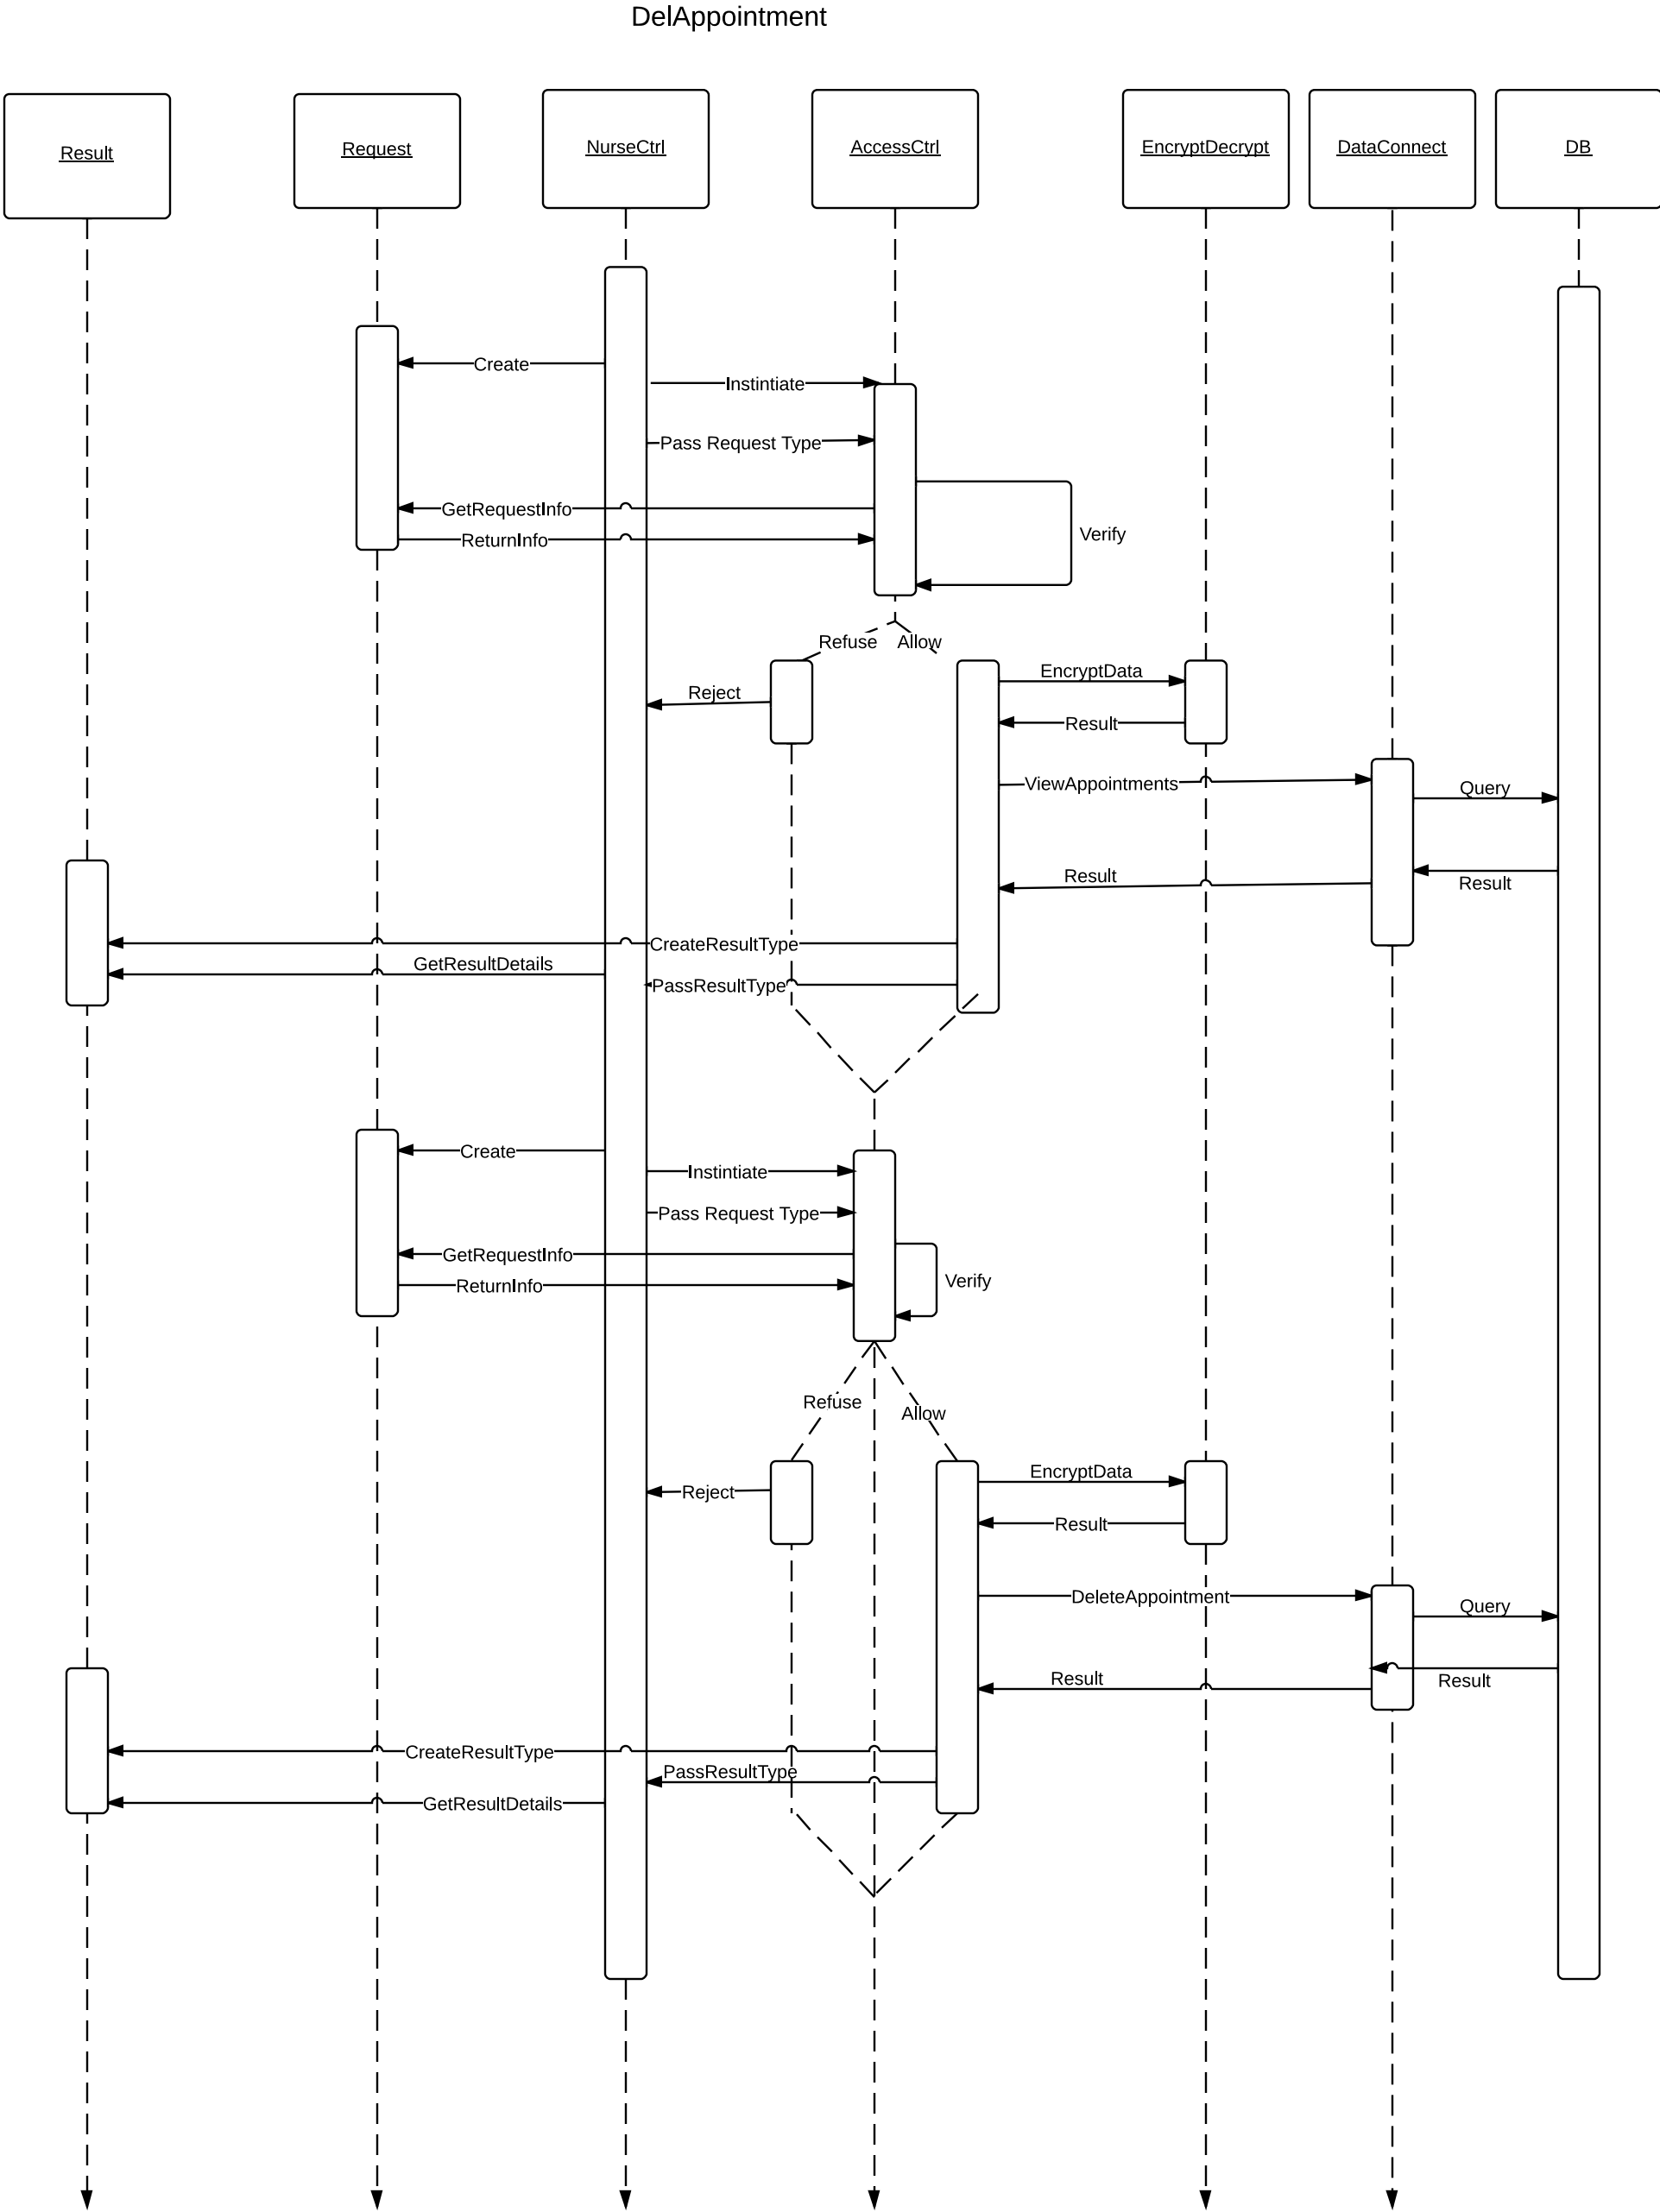 DelAppointment
Result
Request
NurseCtrl
AccessCtrl
EncryptDecrypt
DataConnect
DB
Create
Instintiate
Pass Request Type
GetRequestInfo
ReturnInfo
Verify
Refuse
Allow
EncryptData
Reject
Result
ViewAppointments
Query
Result
Result
CreateResultType
GetResultDetails
PassResultType
Create
Instintiate
Pass Request Type
GetRequestInfo
ReturnInfo
Verify
Refuse
Allow
EncryptData
Reject
Result
DeleteAppointment
Query
Result
Result
CreateResultType
PassResultType
GetResultDetails